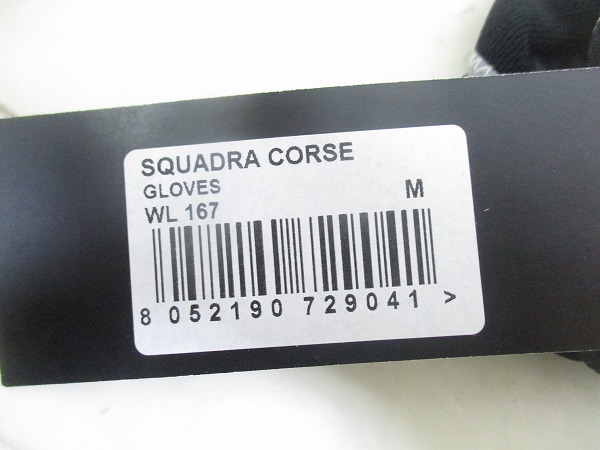 SQUADRA CORSE
GLOVES M
WL 167
8 052190 729041 >